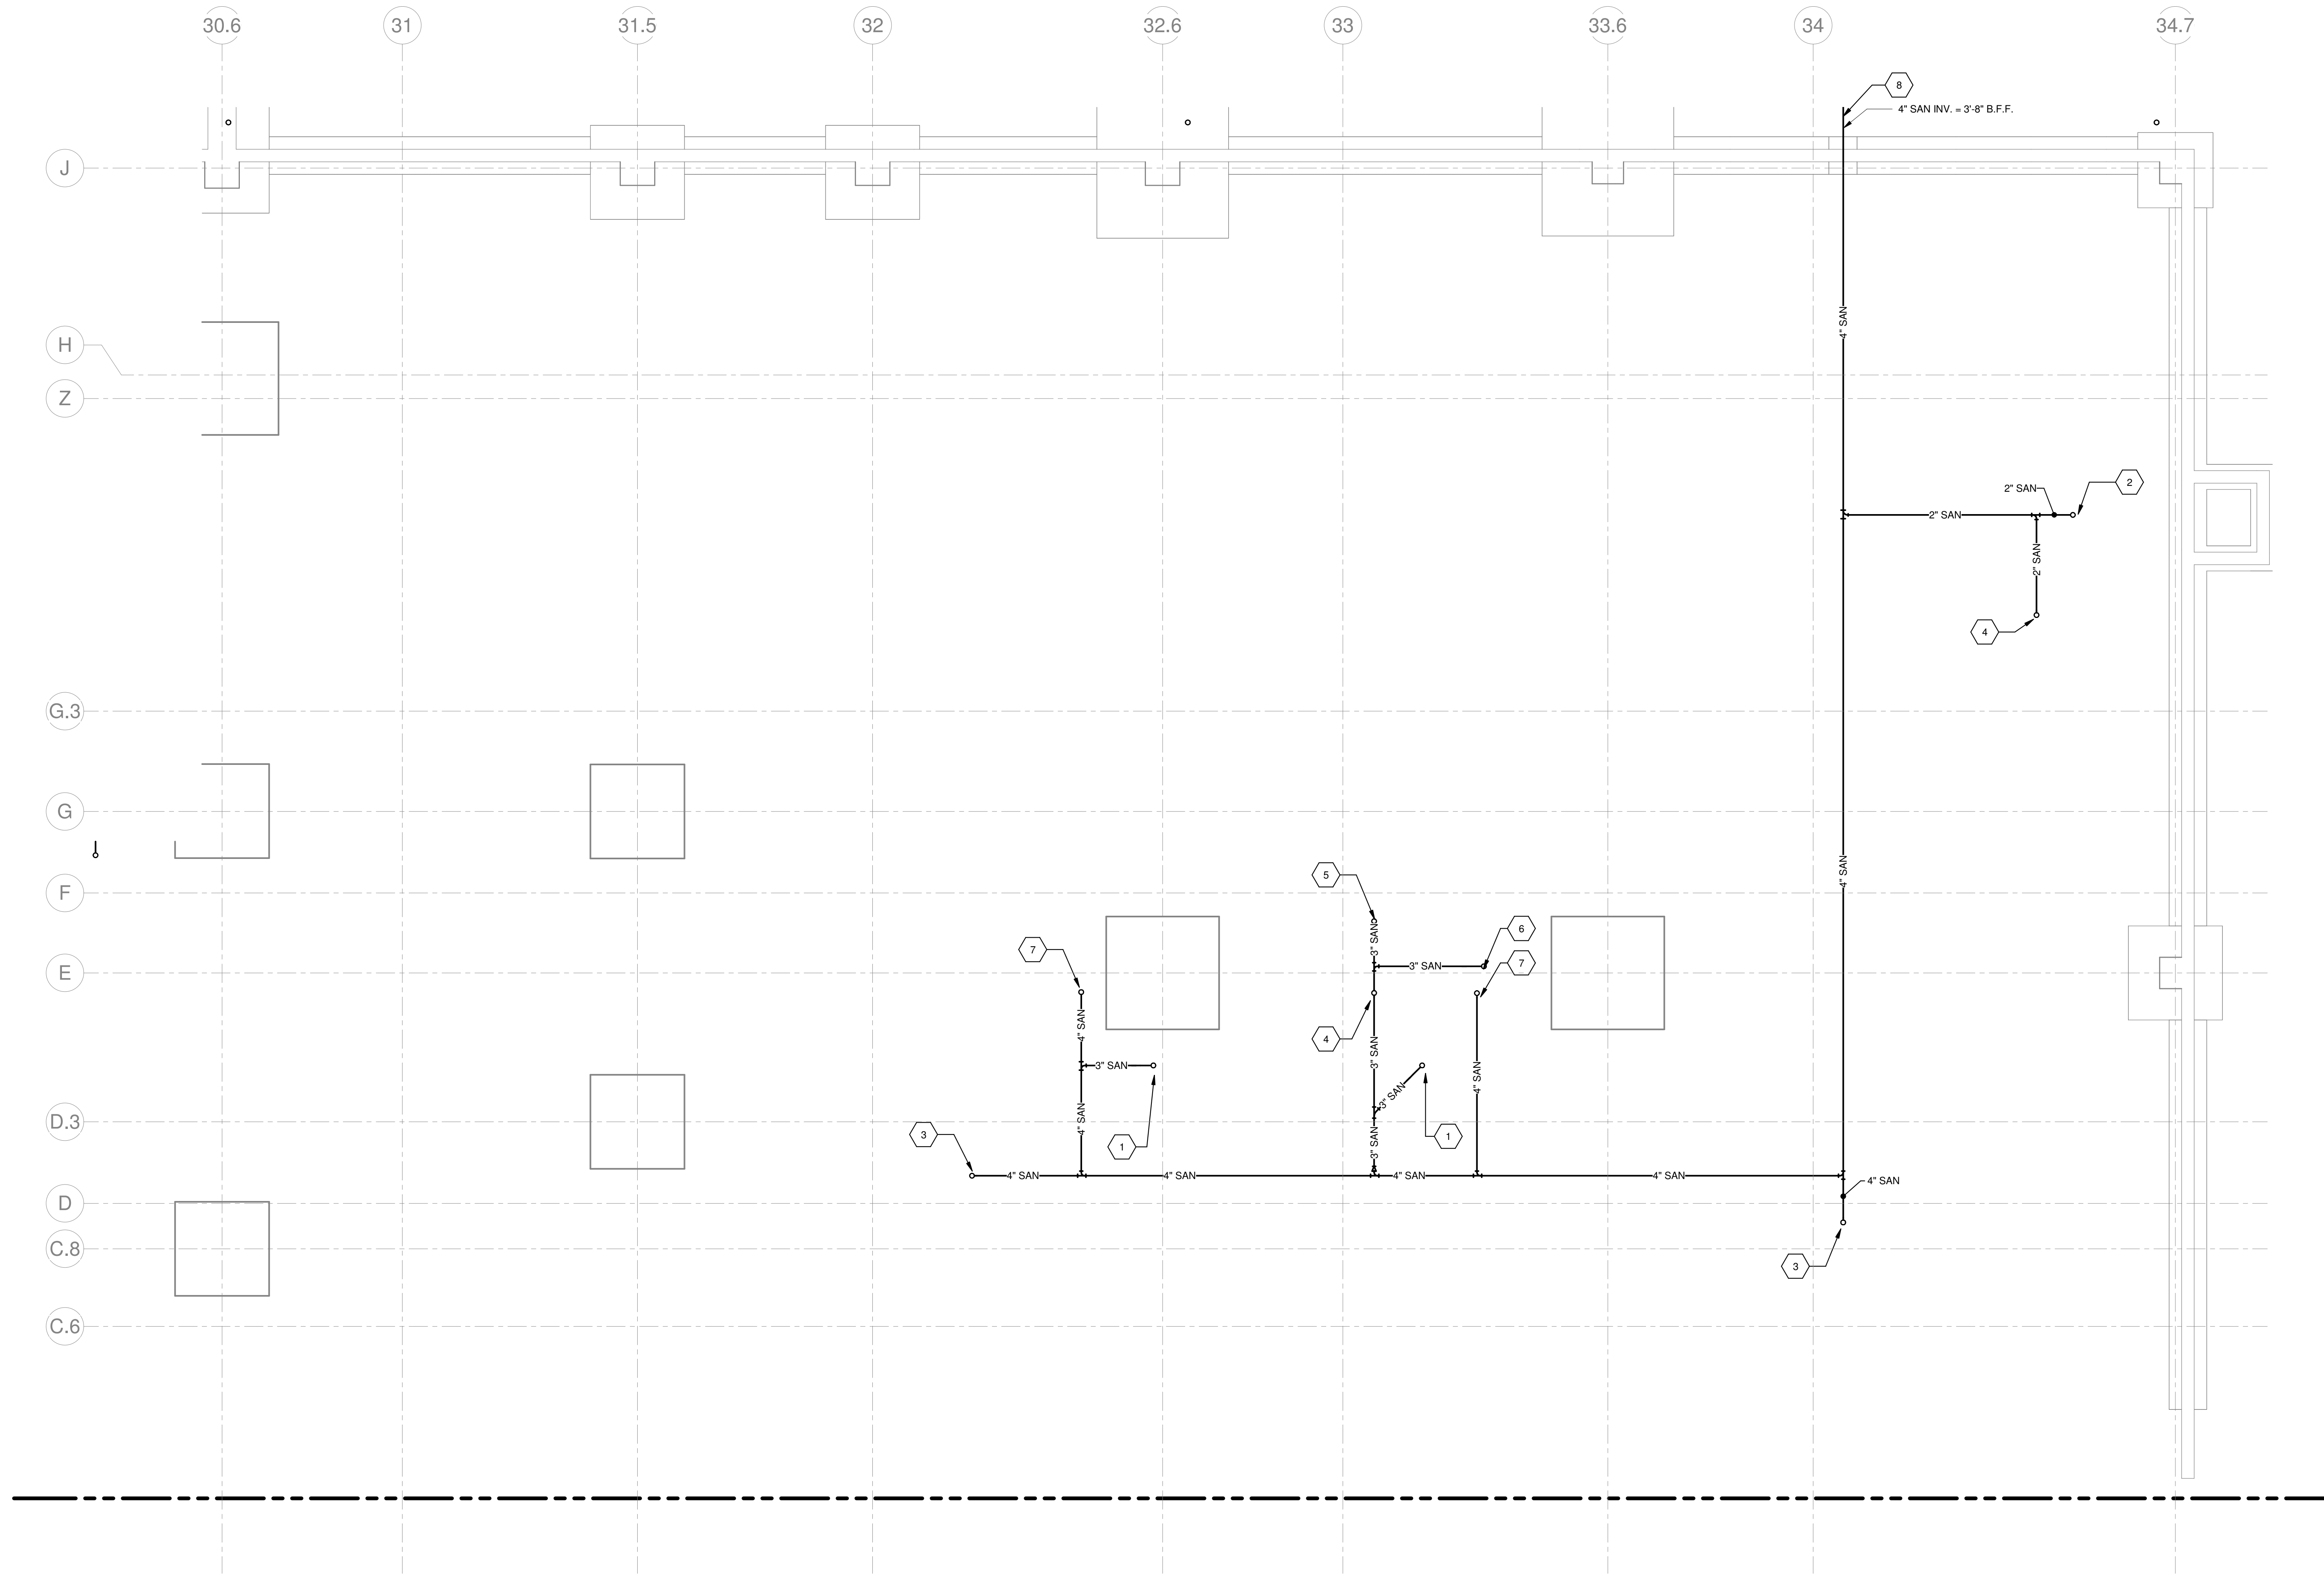 30.6 31 31.5 32 32.6 33 33.6 34 34.7
8
4" SAN INV. = 3'-8" B.F.F.
J
4" SAN
H
Z
2
2" SAN
2" SAN
2" SAN
4
G.3
G
4" SAN
5
F
6
3" SAN
7
7
3" SAN
E
4" SAN
4
3" SAN
3" SAN
4" SAN
3" SAN
D.3
4" SAN
3
1
3" SAN
1
4" SAN
4" SAN
4" SAN
4" SAN
4" SAN
D
C.8
3
C.6